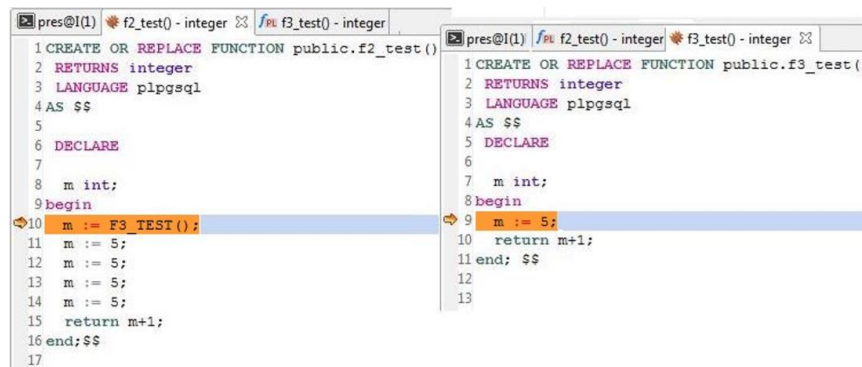 pres@I(1) f2_test() - integer f3_test() - integer
1 CREATE OR REPLACE FUNCTION public.f2_test()
2 RETURNS integer
3 LANGUAGE plpgsql
4 AS $$
5
6 DECLARE
7
8 m int;
9 begin
10 m := F3_TEST();
11 m := 5;
12 m := 5;
13 m := 5;
14 m := 5;
15 return m+1;
16 end;$$
17
pres@I(1) f2_test() - integer f3_test() - integer
1 CREATE OR REPLACE FUNCTION public.f3_test(
2 RETURNS integer
3 LANGUAGE plpgsql
4 AS $$
5 DECLARE
6
7 m int;
8 begin
9 m := 5;
10 return m+1;
11 end; $$
12
13